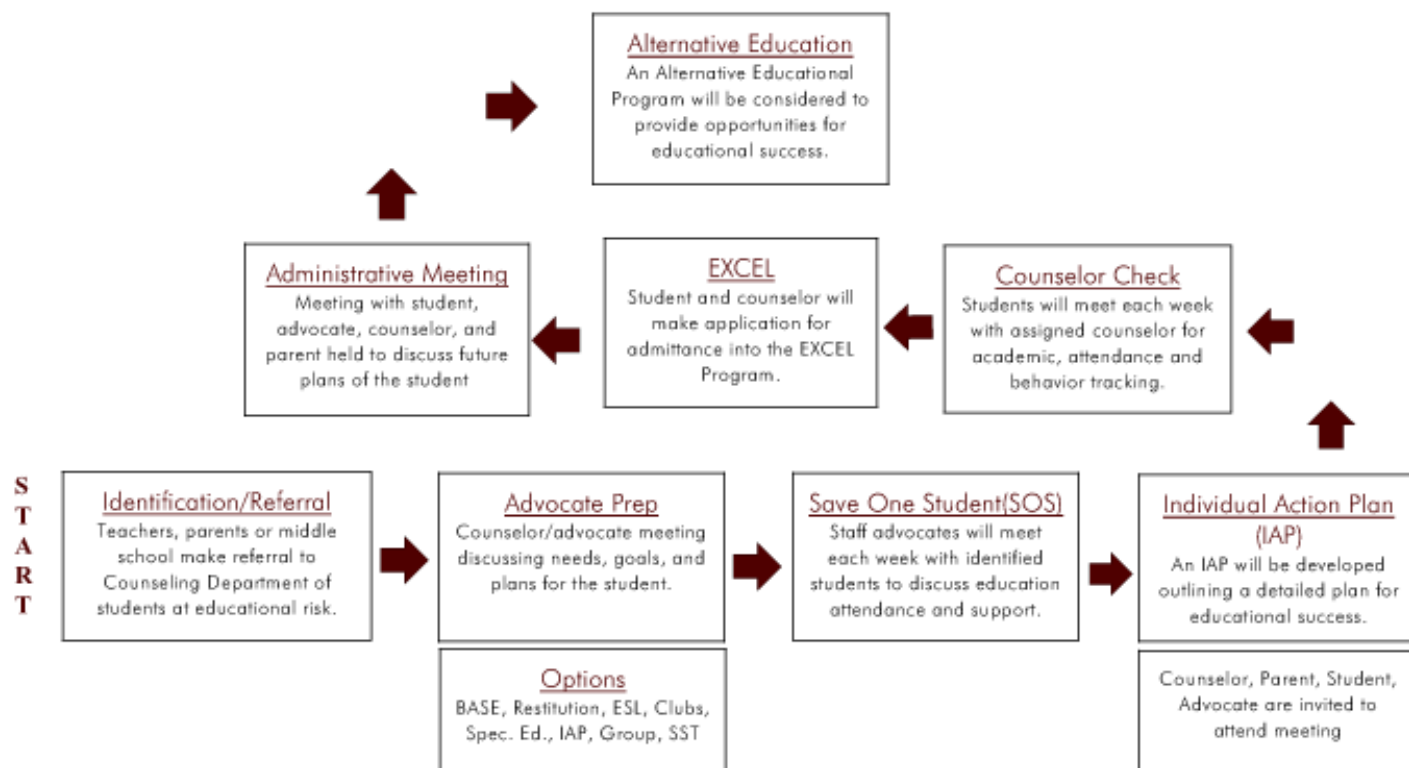 Alternative Education
An Alternative Educational
Program will be considered to
provide opportunities for
educational success.
Administrative Meeting
Meeting with student,
advocate, counselor, and
parent held to discuss future
plans of the student
EXCEL
Student and counselor will
make application for
admittance into the EXCEL
Program.
Counselor Check
Students will meet each week
with assigned counselor for
academic, attendance and
behavior tracking.
START
Identification/Referral
Teachers, parents or middle
school make referral to
Counseling Department of
students at educational risk.
Advocate Prep
Counselor/advocate meeting
discussing needs, goals, and
plans for the student.
Options
BASE, Restitution, ESL, Clubs,
Spec. Ed., IAP, Group, SST
Save One Student(SOS)
Staff advocates will meet
each week with identified
students to discuss education
attendance and support.
Individual Action Plan
(IAP)
An IAP will be developed
outlining a detailed plan for
educational success.
Counselor, Parent, Student,
Advocate are invited to
attend meeting